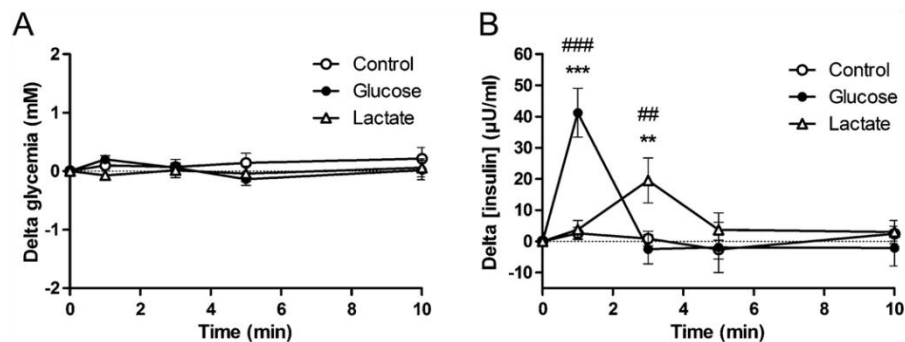 A
Delta glycemia (mM)
2
1
0
-1
-2
Control
Glucose
Lactate
0 2 4 6 8 10
Time (min)
B
Delta [insulin] (µU/ml)
60
50
40
30
20
10
0
-10
###
***
##
**
Control
Glucose
Lactate
0 2 4 6 8 10
Time (min)